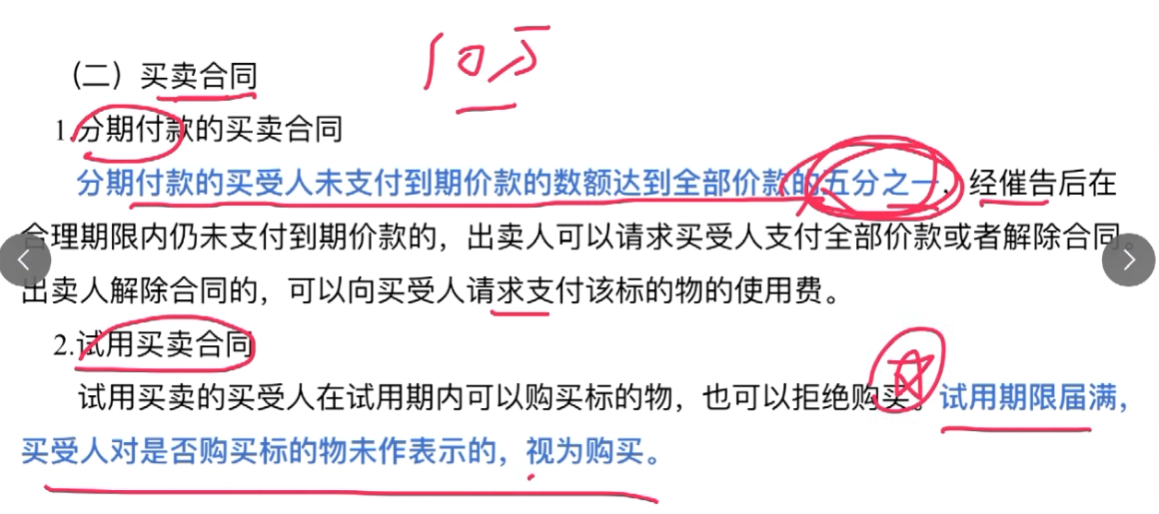 10万
（二）买卖合同
1.分期付款的买卖合同
分期付款的买受人未支付到期价款的数额达到全部价款的五分之一，经催告后在
合理期限内仍未支付到期价款的，出卖人可以请求买受人支付全部价款或者解除合同。
出卖人解除合同的，可以向买受人请求支付该标的物的使用费。
2.试用买卖合同
试用买卖的买受人在试用期内可以购买标的物，也可以拒绝购买。试用期限届满，
买受人对是否购买标的物未作表示的，视为购买。